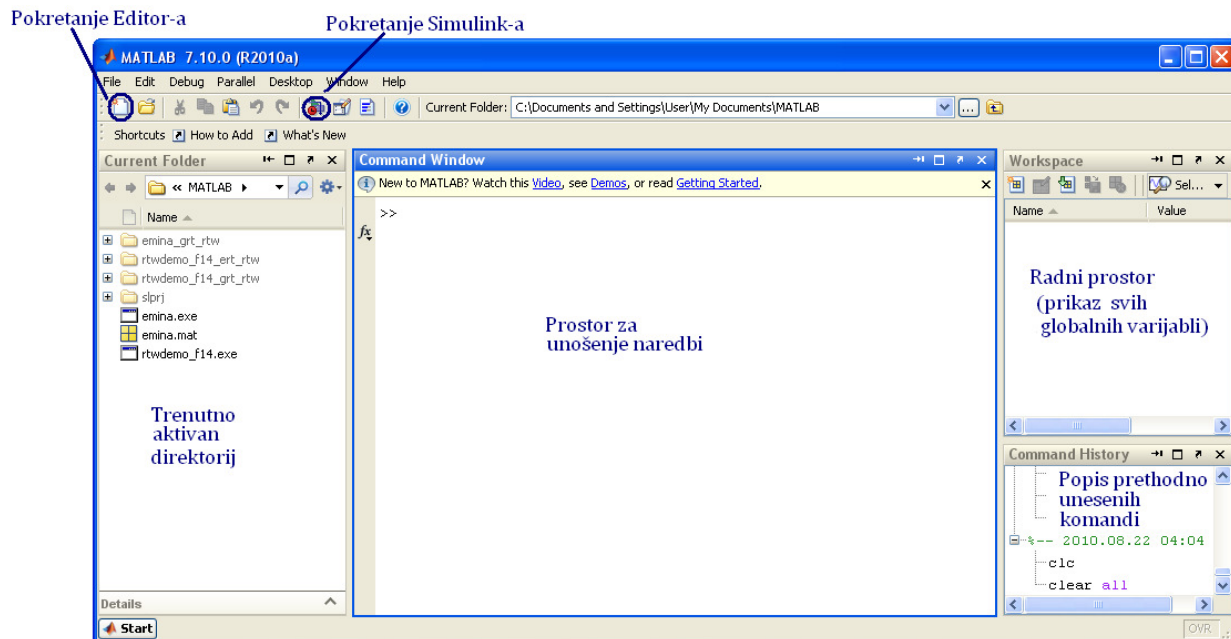 Pokretanje Editor-a
Pokretanje Simulink-a
MATLAB 7.10.0 (R2010a)
File Edit Debug Parallel Desktop Window Help
Current Folder: C:\Documents and Settings\User\My Documents\MATLAB
Shortcuts How to Add What's New
Current Folder
« MATLAB
Name
emina_grt_rtw
rtwdemo_f14_ert_rtw
rtwdemo_f14_grt_rtw
slprj
emina.exe
emina.mat
rtwdemo_f14.exe
Trenutno
aktivan
direktorij
Details
Start
Command Window
New to MATLAB? Watch this Video, see Demos, or read Getting Started.
>>
fx
Prostor za
unošenje naredbi
Workspace
Sel...
Name Value
Radni prostor
(prikaz svih
globalnih varijabli)
Command History
Popis prethodno
unesenih
komandi
%-- 2010.08.22 04:04
clc
clear all
OVR